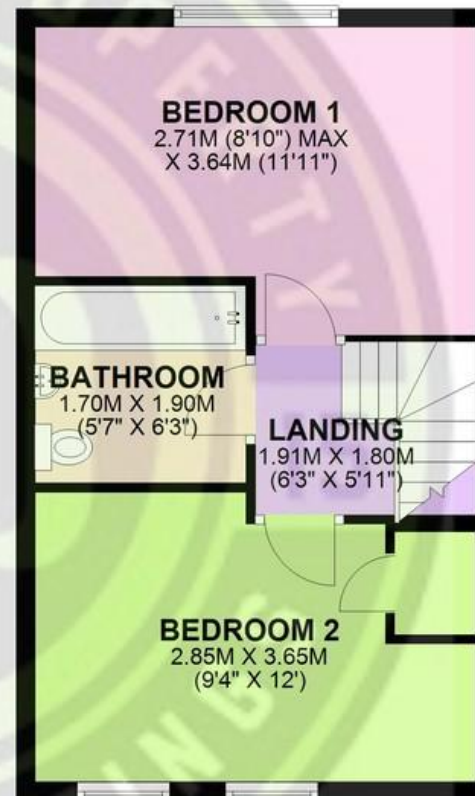 BEDROOM 1
2.71M (8'10") MAX
X 3.64M (11'11")
BATHROOM
1.70M X 1.90M
(5'7" X 6'3")
LANDING
1.91M X 1.80M
(6'3" X 5'11")
BEDROOM 2
2.85M X 3.65M
(9'4" X 12')